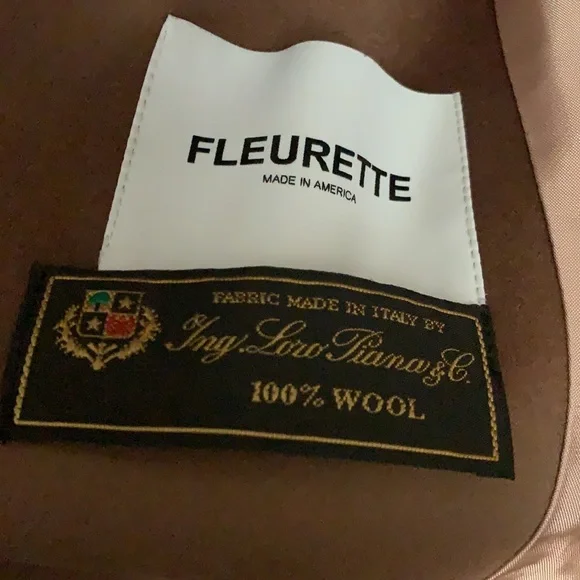 FLEURETTE
MADE IN AMERICA
FABRIC MADE IN ITALY BY
Ing. Loro Piana & C.
100% WOOL